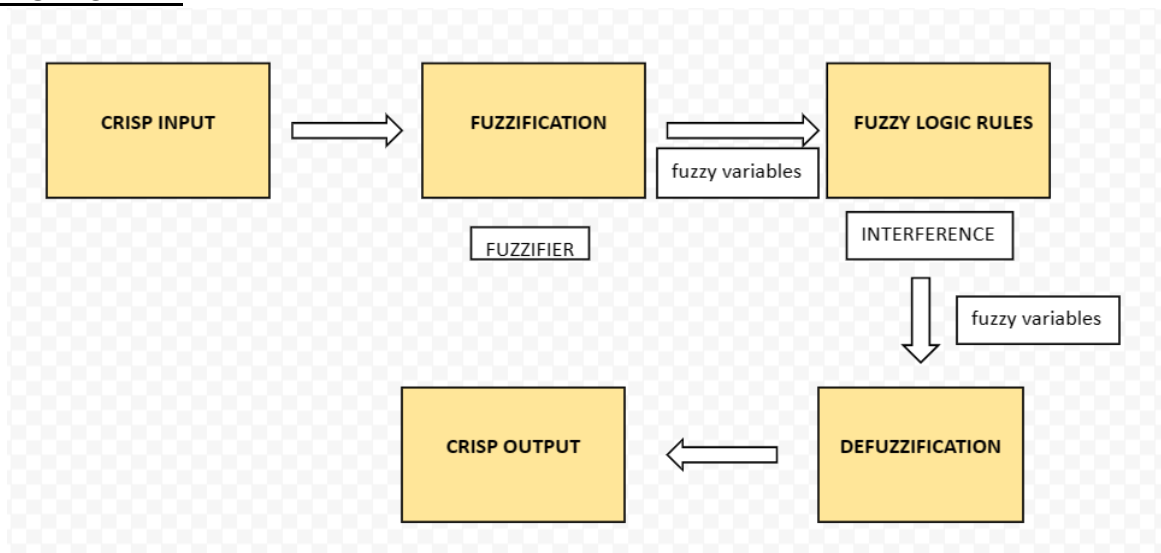 CRISP INPUT
FUZZIFICATION
fuzzy variables
FUZZY LOGIC RULES
FUZZIFIER
INTERFERENCE
fuzzy variables
CRISP OUTPUT
DEFUZZIFICATION